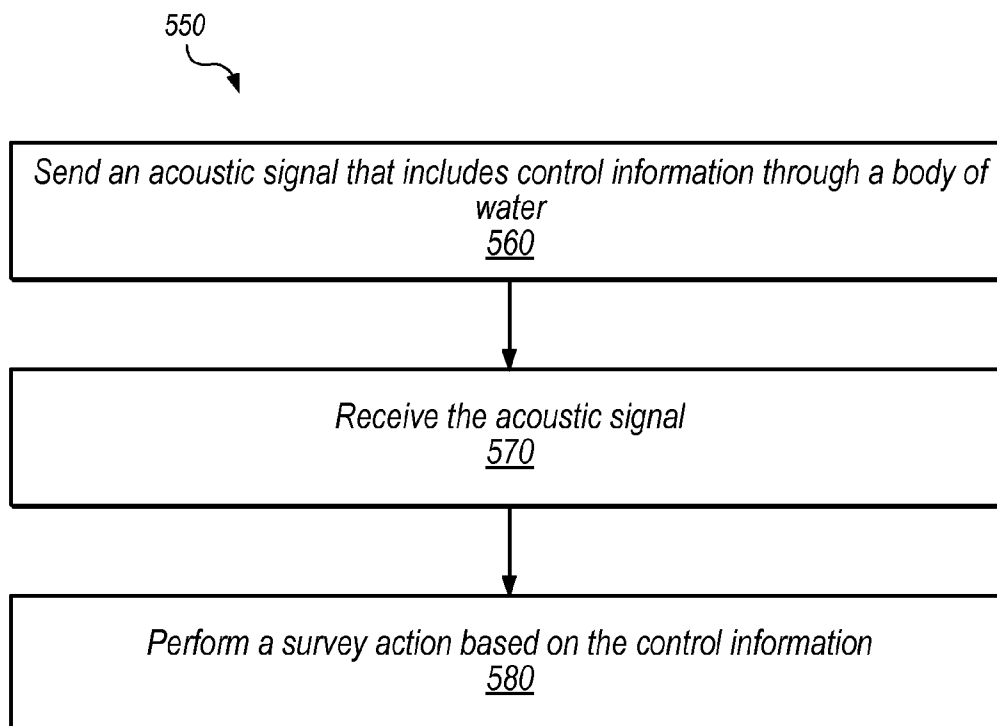 550
Send an acoustic signal that includes control information through a body of
water
560
Receive the acoustic signal
570
Perform a survey action based on the control information
580